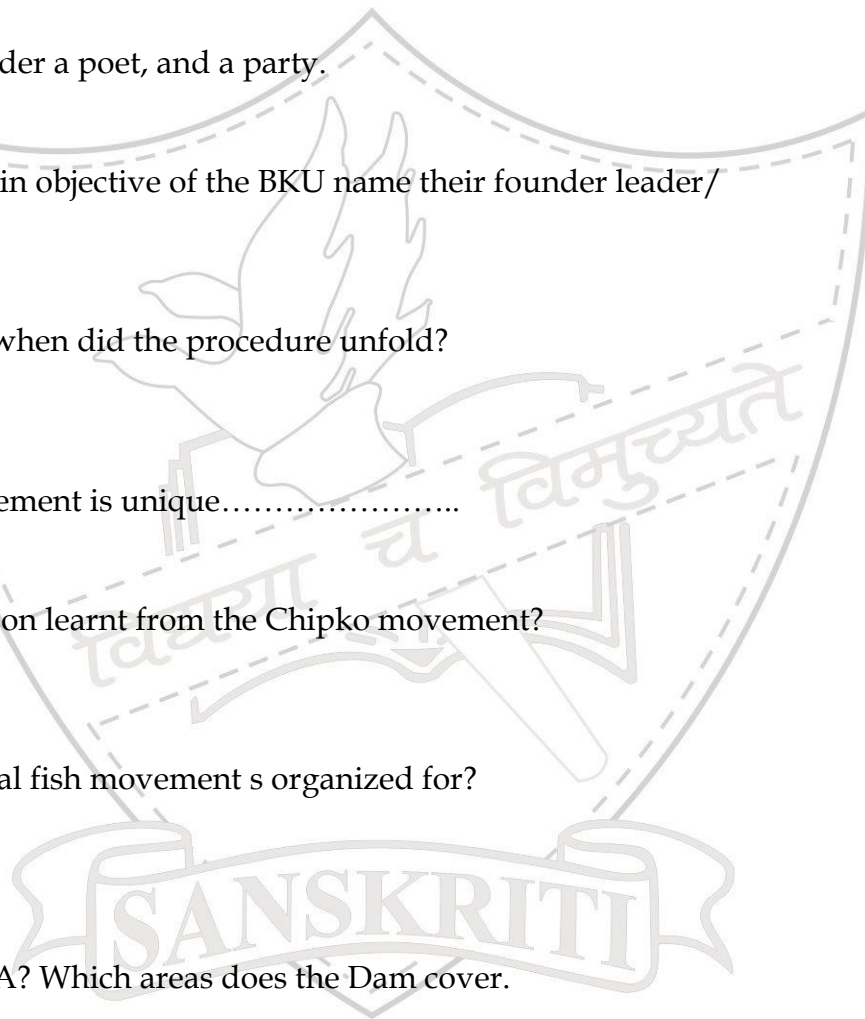 der a poet, and a party.
in objective of the BKU name their founder leader/
when did the procedure unfold?
ement is unique…………………..
विद्यया च विमुच्यते
on learnt from the Chipko movement?
al fish movement s organized for?
SANSKRITI
A? Which areas does the Dam cover.